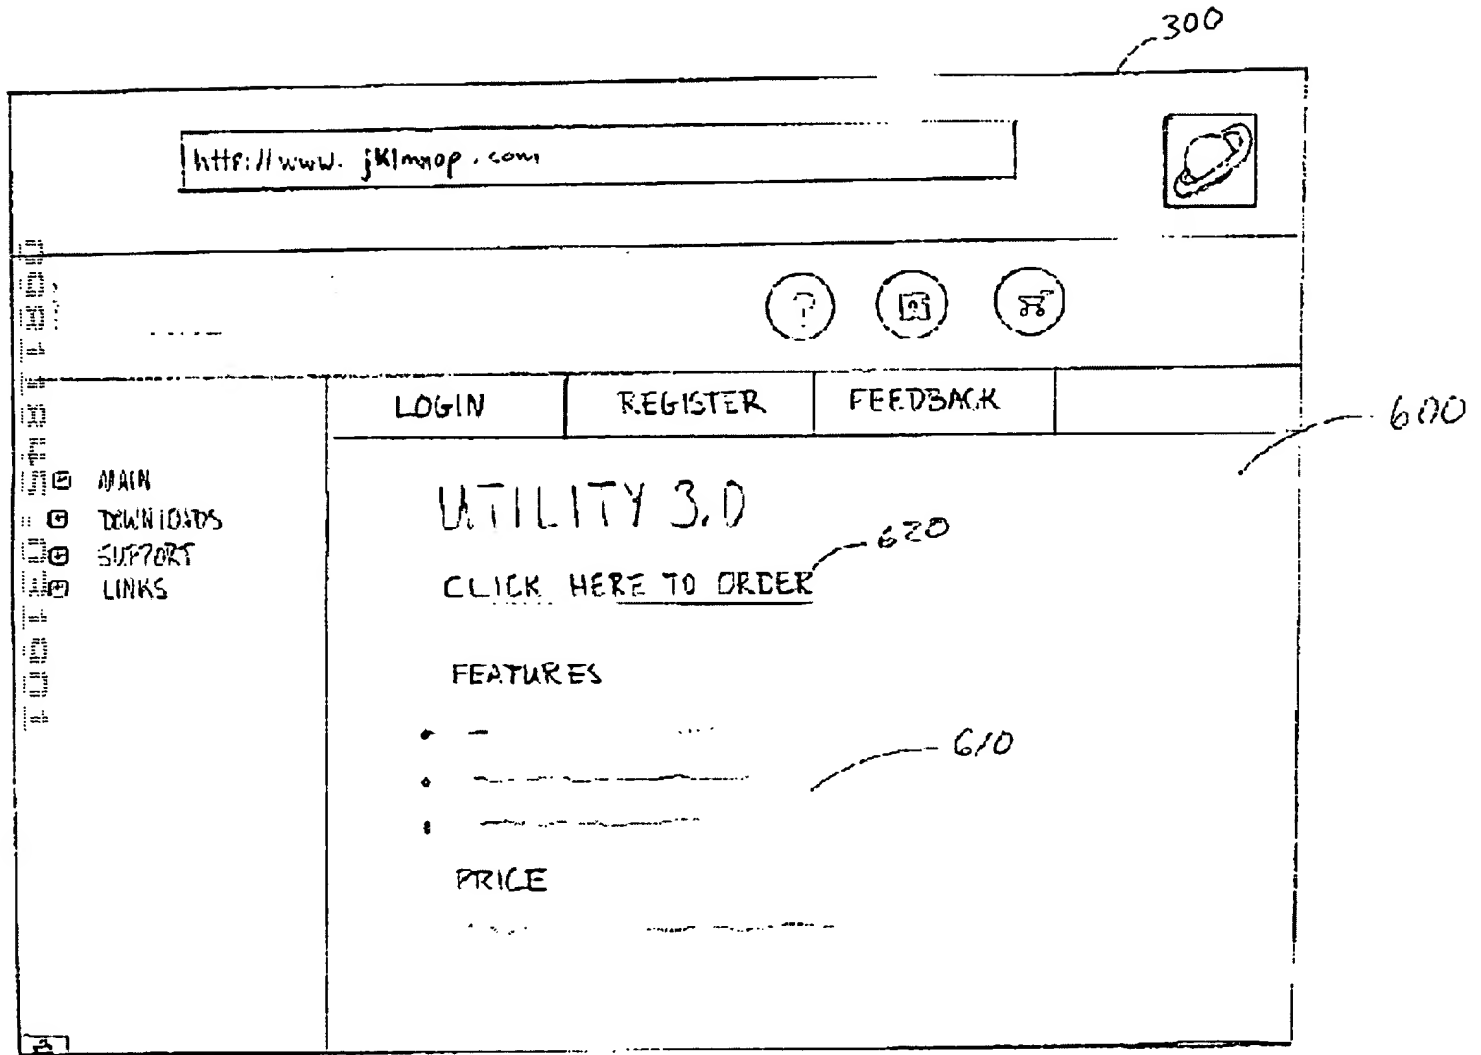 300
http://www.jklmnop.com
?
LOGIN REGISTER FEEDBACK
600
MAIN
DOWNLOADS
SUPPORT
LINKS
UTILITY 3.0
620
CLICK HERE TO ORDER
FEATURES
610
PRICE